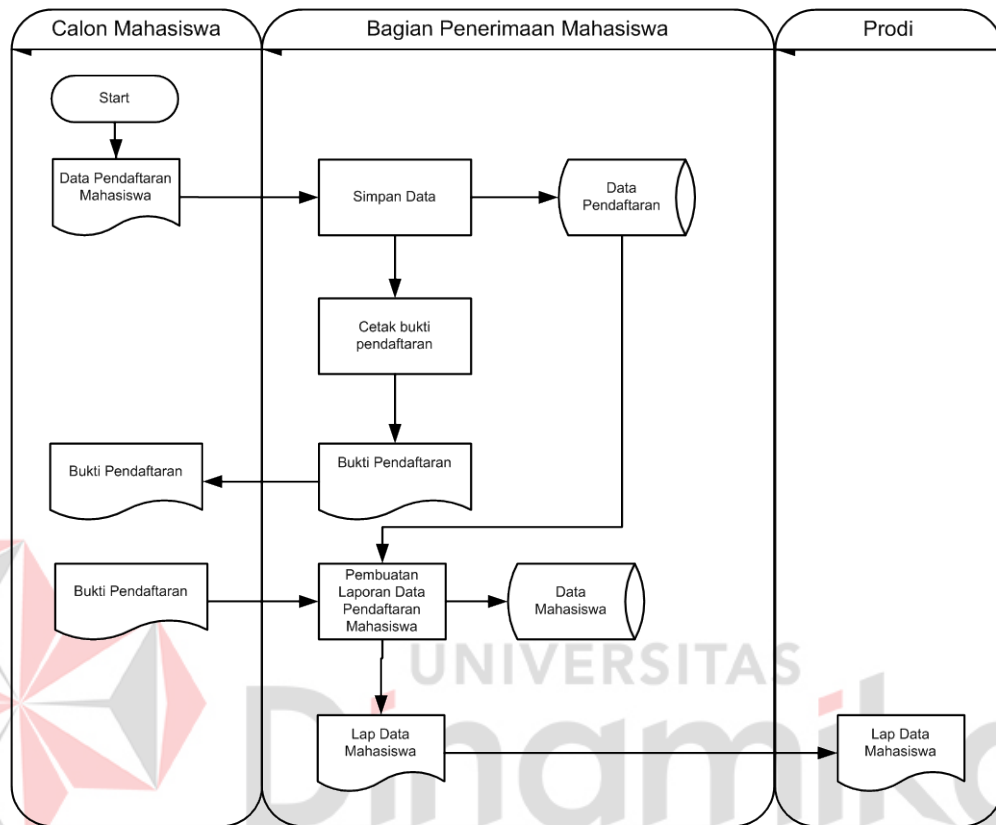 Calon Mahasiswa
Bagian Penerimaan Mahasiswa
Prodi
Start
Data Pendaftaran
Mahasiswa
Simpan Data
Data
Pendaftaran
Cetak bukti
pendaftaran
Bukti Pendaftaran
Bukti Pendaftaran
Bukti Pendaftaran
Pembuatan
Laporan Data
Pendaftaran
Mahasiswa
Data
Mahasiswa
UNIVERSITAS
Dinamika
Lap Data
Mahasiswa
Lap Data
Mahasiswa